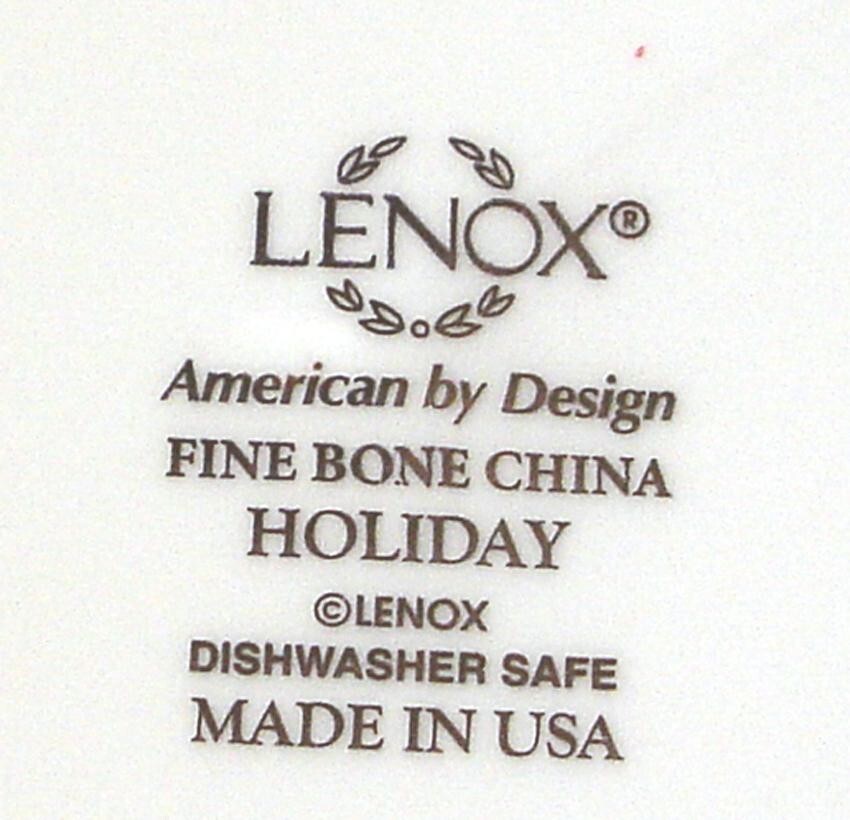 LENOX®
American by Design
FINE BONE CHINA
HOLIDAY
©LENOX
DISHWASHER SAFE
MADE IN USA